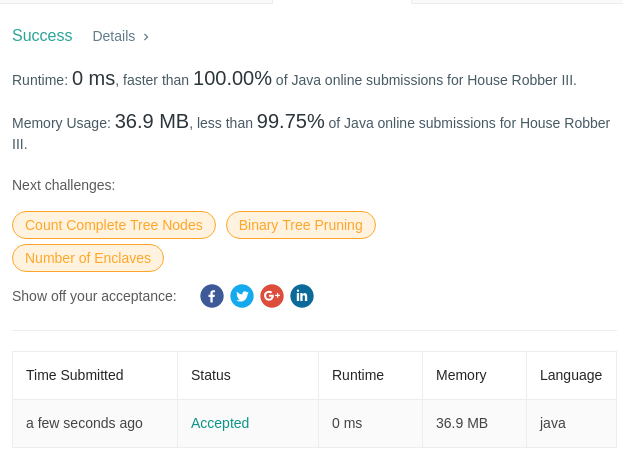 Success Details ›
Runtime: 0 ms, faster than 100.00% of Java online submissions for House Robber III.
Memory Usage: 36.9 MB, less than 99.75% of Java online submissions for House Robber
III.
Next challenges:
Count Complete Tree Nodes Binary Tree Pruning
Number of Enclaves
Show off your acceptance:
Time Submitted Status Runtime Memory Language
a few seconds ago Accepted 0 ms 36.9 MB java